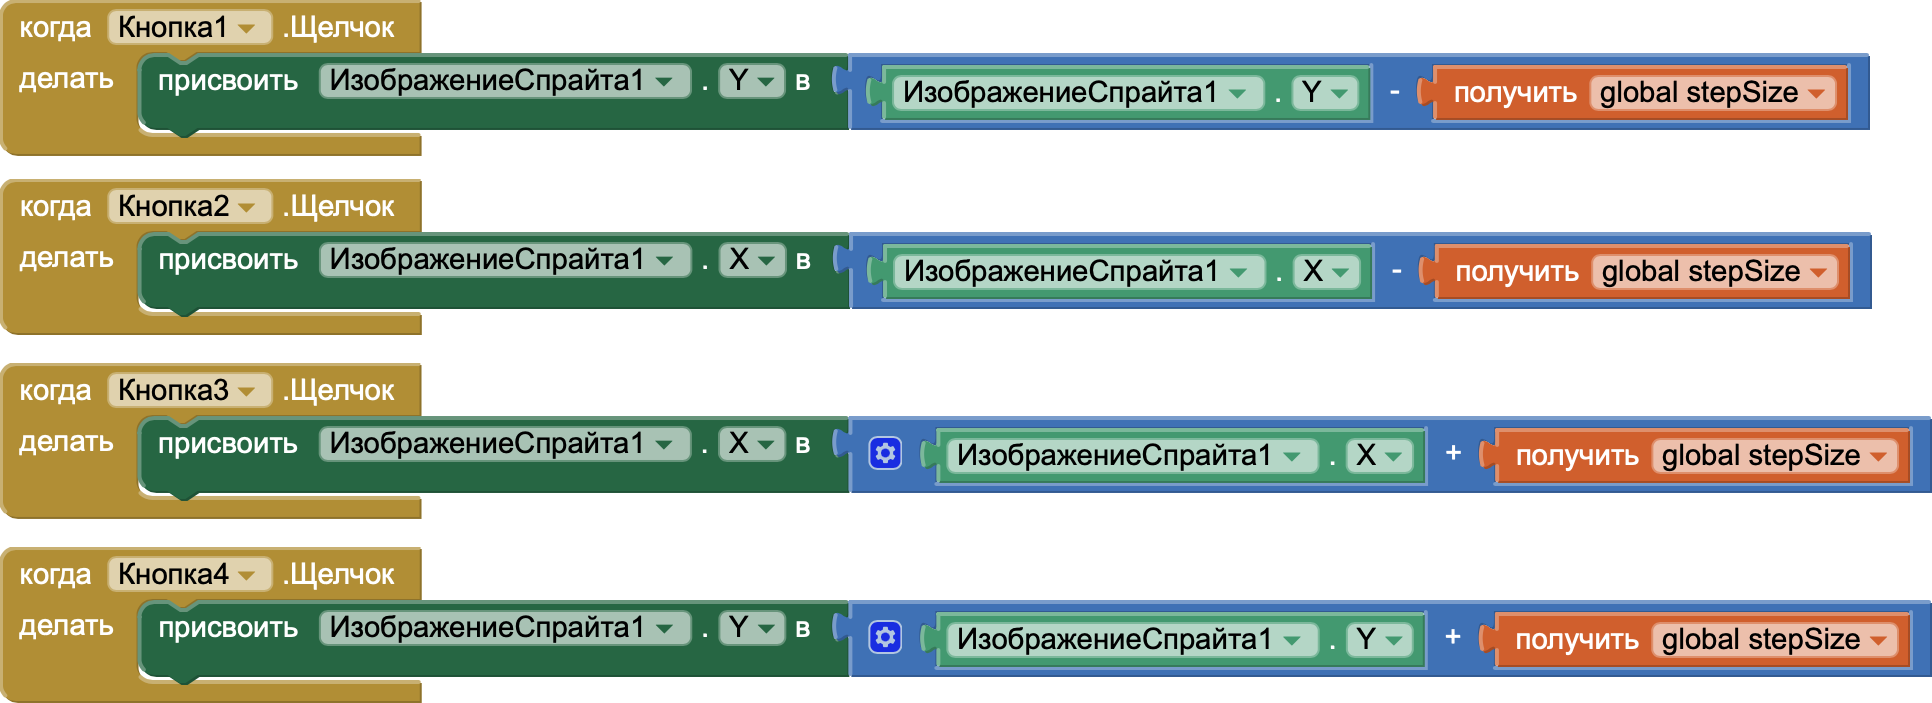 когда Кнопка1 .Щелчок
делать присвоить ИзображениеСпрайта1 . Y в ИзображениеСпрайта1 . Y - получить global stepSize
когда Кнопка2 .Щелчок
делать присвоить ИзображениеСпрайта1 . X в ИзображениеСпрайта1 . X - получить global stepSize
когда Кнопка3 .Щелчок
делать присвоить ИзображениеСпрайта1 . X в ИзображениеСпрайта1 . X + получить global stepSize
когда Кнопка4 .Щелчок
делать присвоить ИзображениеСпрайта1 . Y в ИзображениеСпрайта1 . Y + получить global stepSize